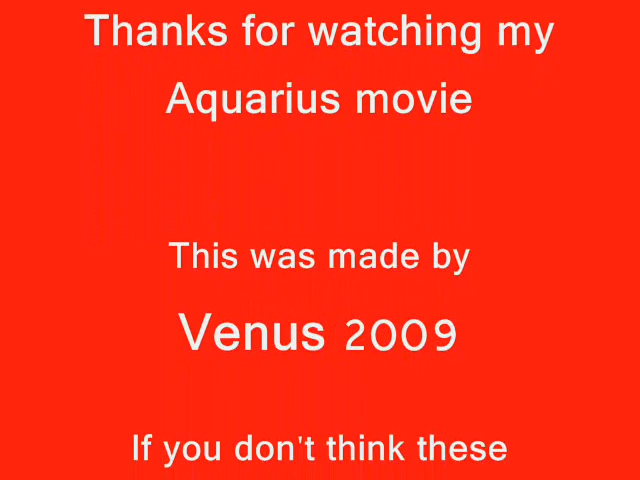 Thanks for watching my
Aquarius movie
This was made by
Venus 2009
If you don't think these